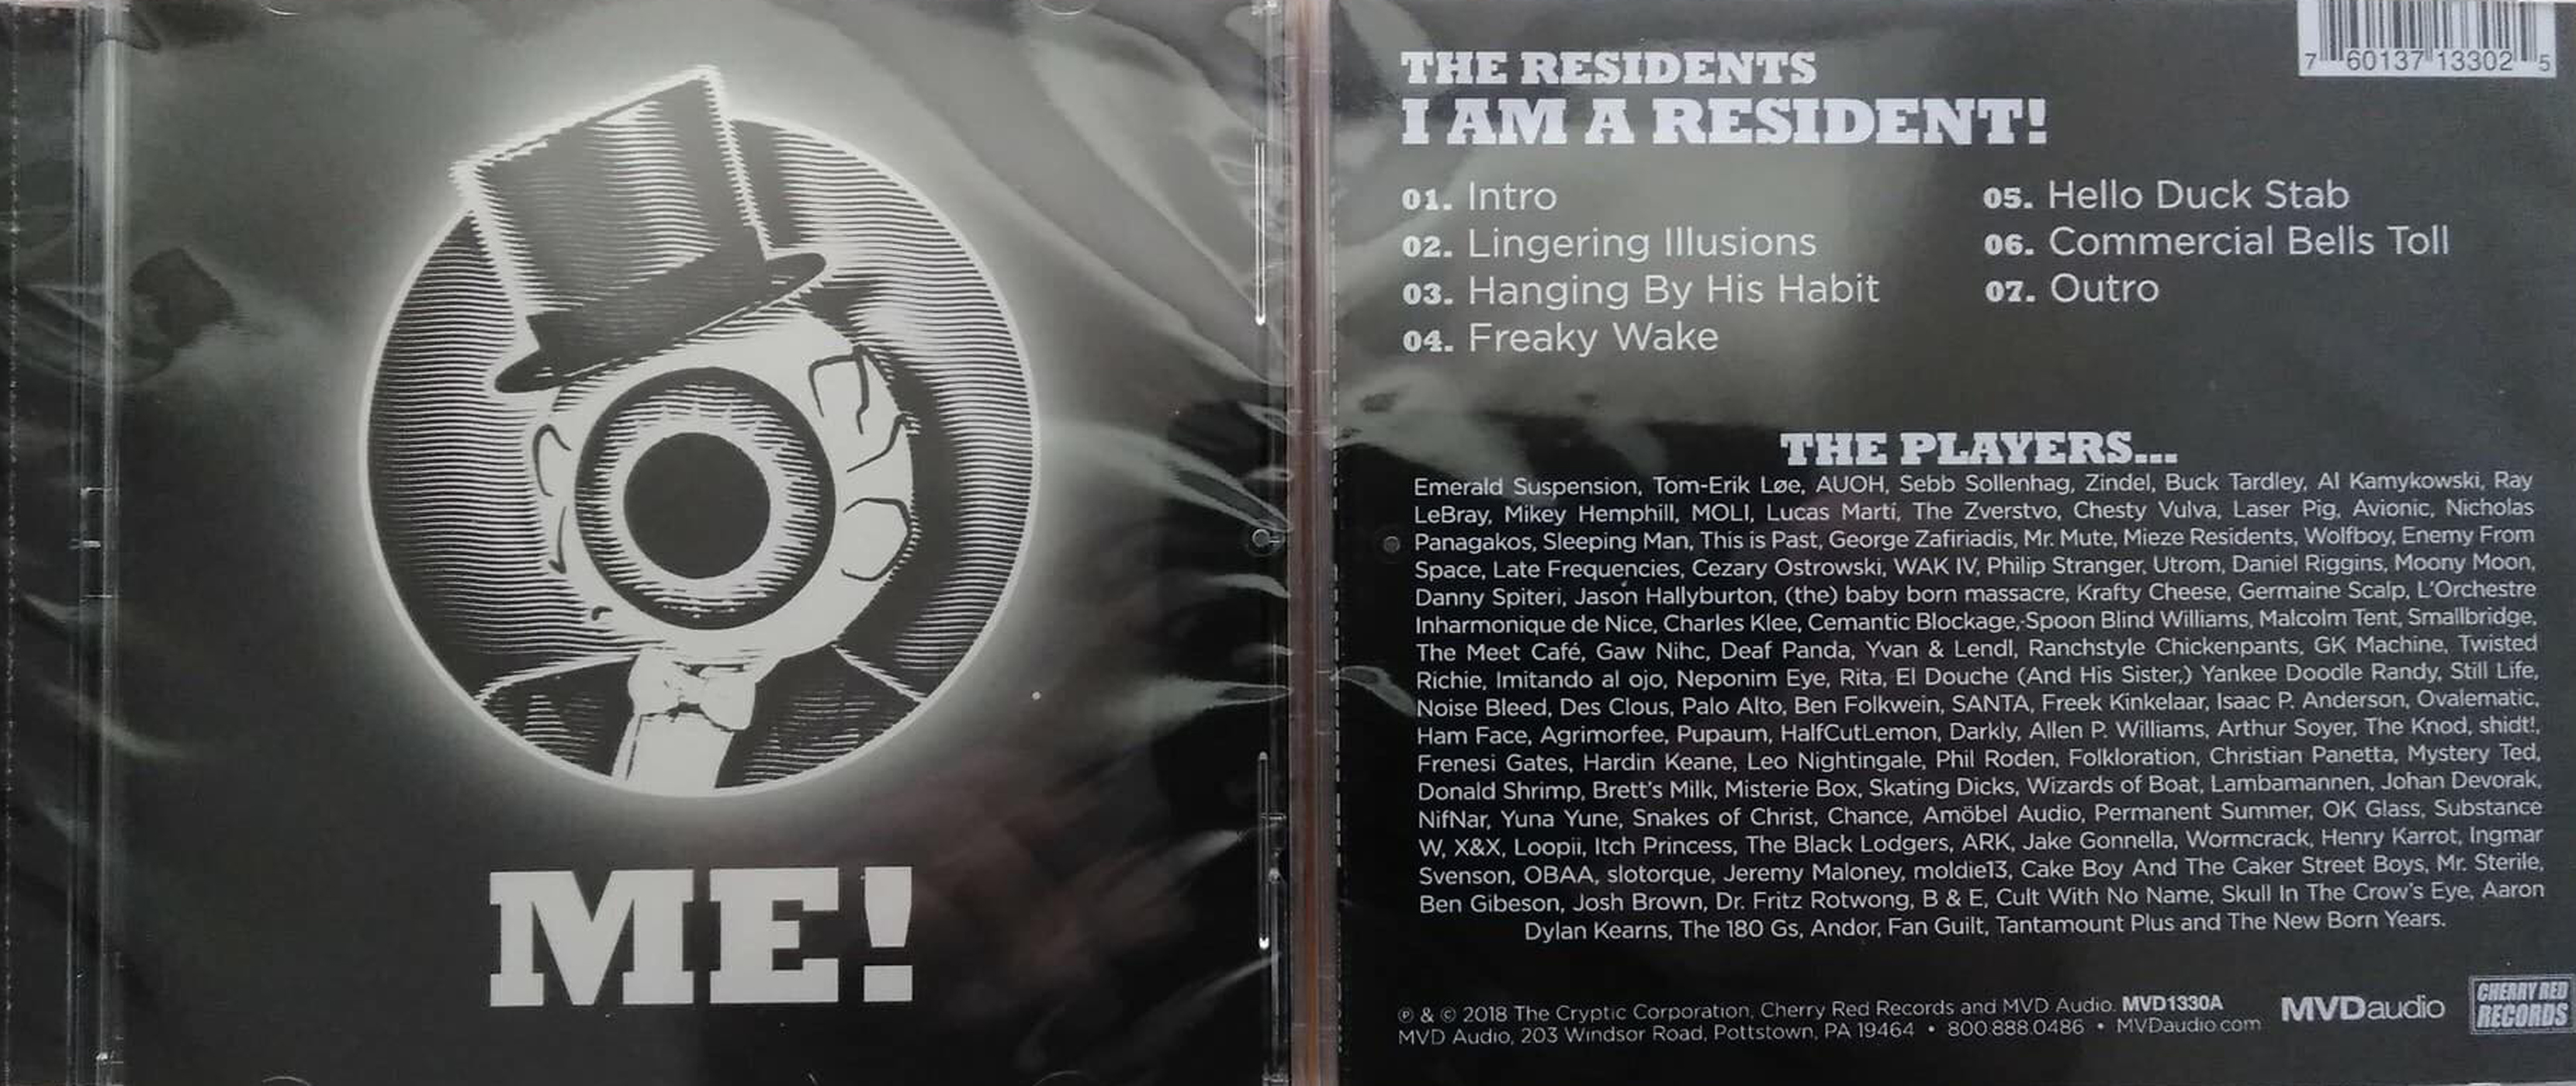 ME!
7 60137 13302 5
THE RESIDENTS
I AM A RESIDENT!
01. Intro
02. Lingering Illusions
03. Hanging By His Habit
04. Freaky Wake
05. Hello Duck Stab
06. Commercial Bells Toll
07. Outro
THE PLAYERS...
Emerald Suspension, Tom-Erik Løe, AUOH, Sebb Sollenhag, Zindel, Buck Tardley, Al Kamykowski, Ray
LeBray, Mikey Hemphill, MOLI, Lucas Martí, The Zverstvo, Chesty Vulva, Laser Pig, Avionic, Nicholas
Panagakos, Sleeping Man, This is Past, George Zafiriadis, Mr. Mute, Mieze Residents, Wolfboy, Enemy From
Space, Late Frequencies, Cezary Ostrowski, WAK IV, Philip Stranger, Utrom, Daniel Riggins, Moony Moon,
Danny Spiteri, Jason Hallyburton, (the) baby born massacre, Krafty Cheese, Germaine Scalp, L'Orchestre
Inharmonique de Nice, Charles Klee, Cemantic Blockage, Spoon Blind Williams, Malcolm Tent, Smallbridge,
The Meet Café, Gaw Nihc, Deaf Panda, Yvan & Lendl, Ranchstyle Chickenpants, GK Machine, Twisted
Richie, Imitando al ojo, Neponim Eye, Rita, El Douche (And His Sister,) Yankee Doodle Randy, Still Life,
Noise Bleed, Des Clous, Palo Alto, Ben Folkwein, SANTA, Freek Kinkelaar, Isaac P. Anderson, Ovalematic,
Ham Face, Agrimorfee, Pupaum, HalfCutLemon, Darkly, Allen P. Williams, Arthur Soyer, The Knod, shidt!,
Frenesi Gates, Hardin Keane, Leo Nightingale, Phil Roden, Folkloration, Christian Panetta, Mystery Ted,
Donald Shrimp, Brett's Milk, Misterie Box, Skating Dicks, Wizards of Boat, Lambamannen, Johan Devorak,
NifNar, Yuna Yune, Snakes of Christ, Chance, Amöbel Audio, Permanent Summer, OK Glass, Substance
W, X&X, Loopii, Itch Princess, The Black Lodgers, ARK, Jake Gonnella, Wormcrack, Henry Karrot, Ingmar
Svenson, OBAA, slotorque, Jeremy Maloney, moldie13, Cake Boy And The Caker Street Boys, Mr. Sterile,
Ben Gibeson, Josh Brown, Dr. Fritz Rotwong, B & E, Cult With No Name, Skull In The Crow's Eye, Aaron
Dylan Kearns, The 180 Gs, Andor, Fan Guilt, Tantamount Plus and The New Born Years.
℗ & © 2018 The Cryptic Corporation, Cherry Red Records and MVD Audio. MVD1330A
MVD Audio, 203 Windsor Road, Pottstown, PA 19464 • 800.888.0486 • MVDaudio.com
MVDaudio
CHERRY RED
RECORDS